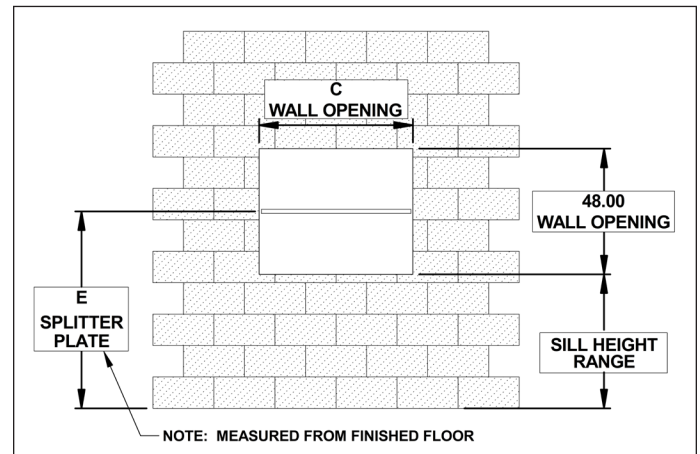 C
WALL OPENING
48.00
WALL OPENING
E
SPLITTER
PLATE
SILL HEIGHT
RANGE
NOTE: MEASURED FROM FINISHED FLOOR